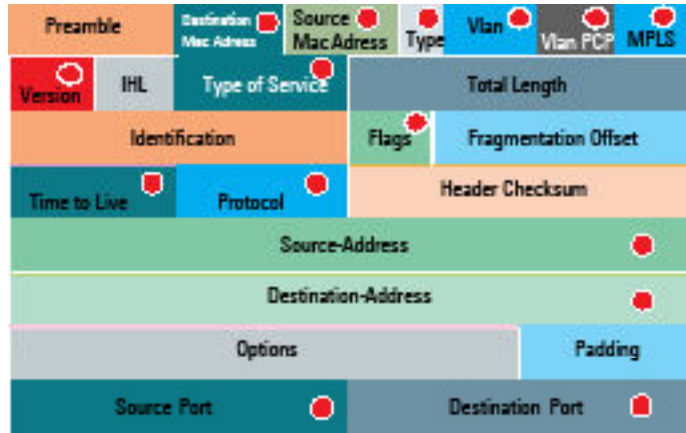 Preamble
Destination
Mac Adress
Source
Mac Adress
Type
Vlan
Vlan PCP
MPLS
Version
IHL
Type of Service
Total Length
Identification
Flags
Fragmentation Offset
Time to Live
Protocol
Header Checksum
Source-Address
Destination-Address
Options
Padding
Source Port
Destination Port